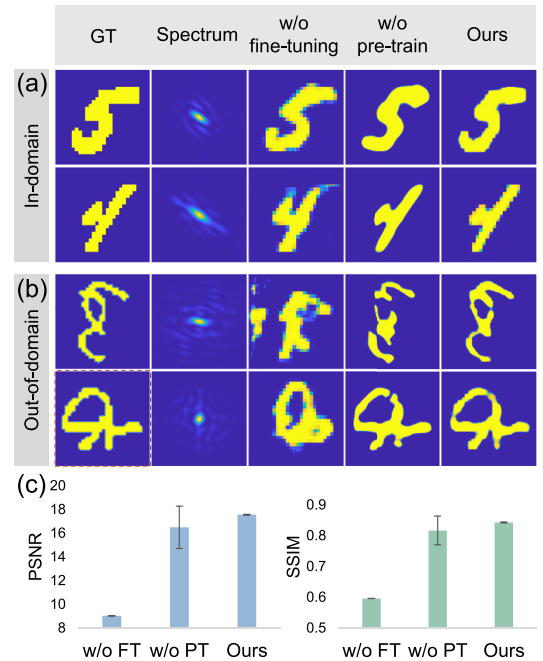 GT Spectrum w/o fine-tuning w/o pre-train Ours
(a) In-domain
(b) Out-of-domain
(c)
PSNR
20
18
16
14
12
10
8
w/o FT w/o PT Ours
SSIM
0.9
0.8
0.7
0.6
0.5
w/o FT w/o PT Ours